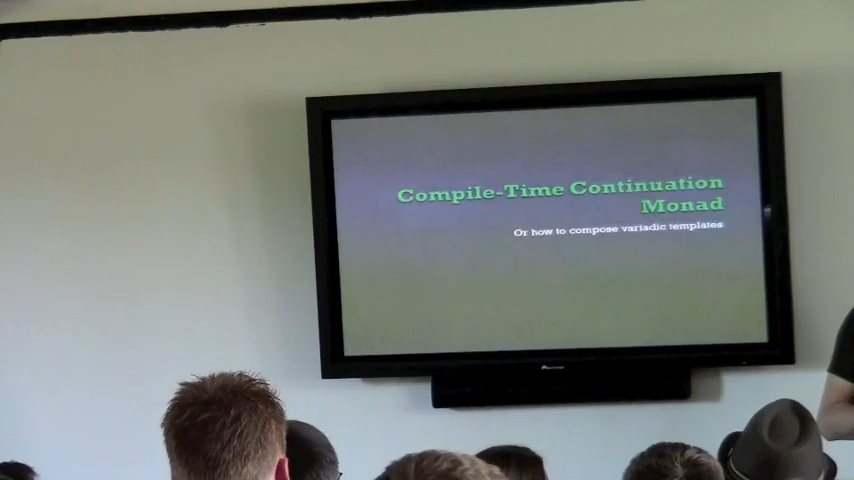 Compile-Time Continuation
Monad
Or how to compose variadic templates